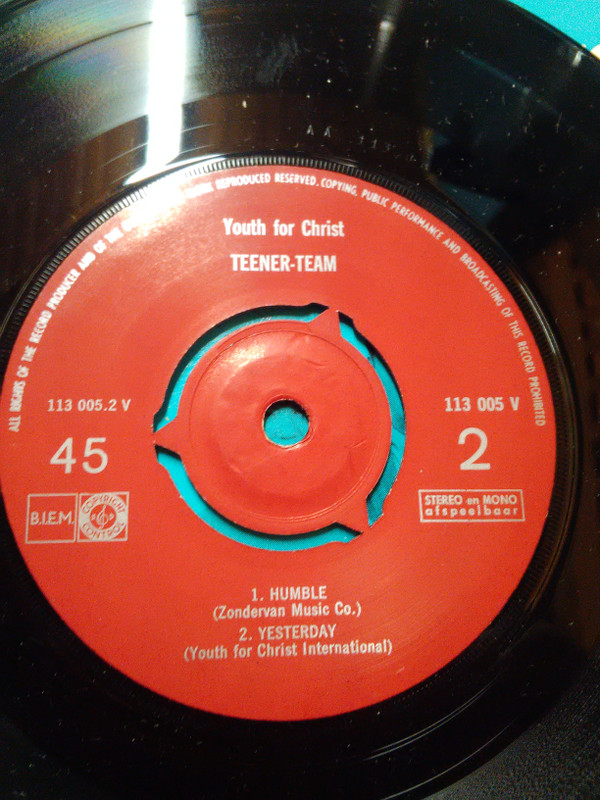 ALL RIGHTS OF THE RECORD PRODUCER AND OF THE
REPRODUCED RESERVED. COPYING, PUBLIC PERFORMANCE AND BROADCASTING OF THIS RECORD PROHIBITED
Youth for Christ
TEENER-TEAM
113 005.2 V
45
B.I.E.M.
COPYRIGHT
CONTROL
113 005 V
2
STEREO en MONO
afspeelbaar
1. HUMBLE
(Zondervan Music Co.)
2. YESTERDAY
(Youth for Christ International)